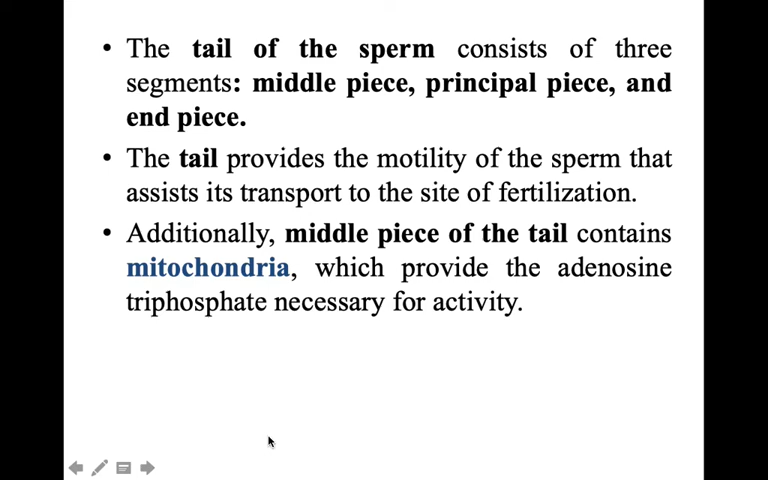 • The tail of the sperm consists of three
segments: middle piece, principal piece, and
end piece.
• The tail provides the motility of the sperm that
assists its transport to the site of fertilization.
• Additionally, middle piece of the tail contains
mitochondria, which provide the adenosine
triphosphate necessary for activity.